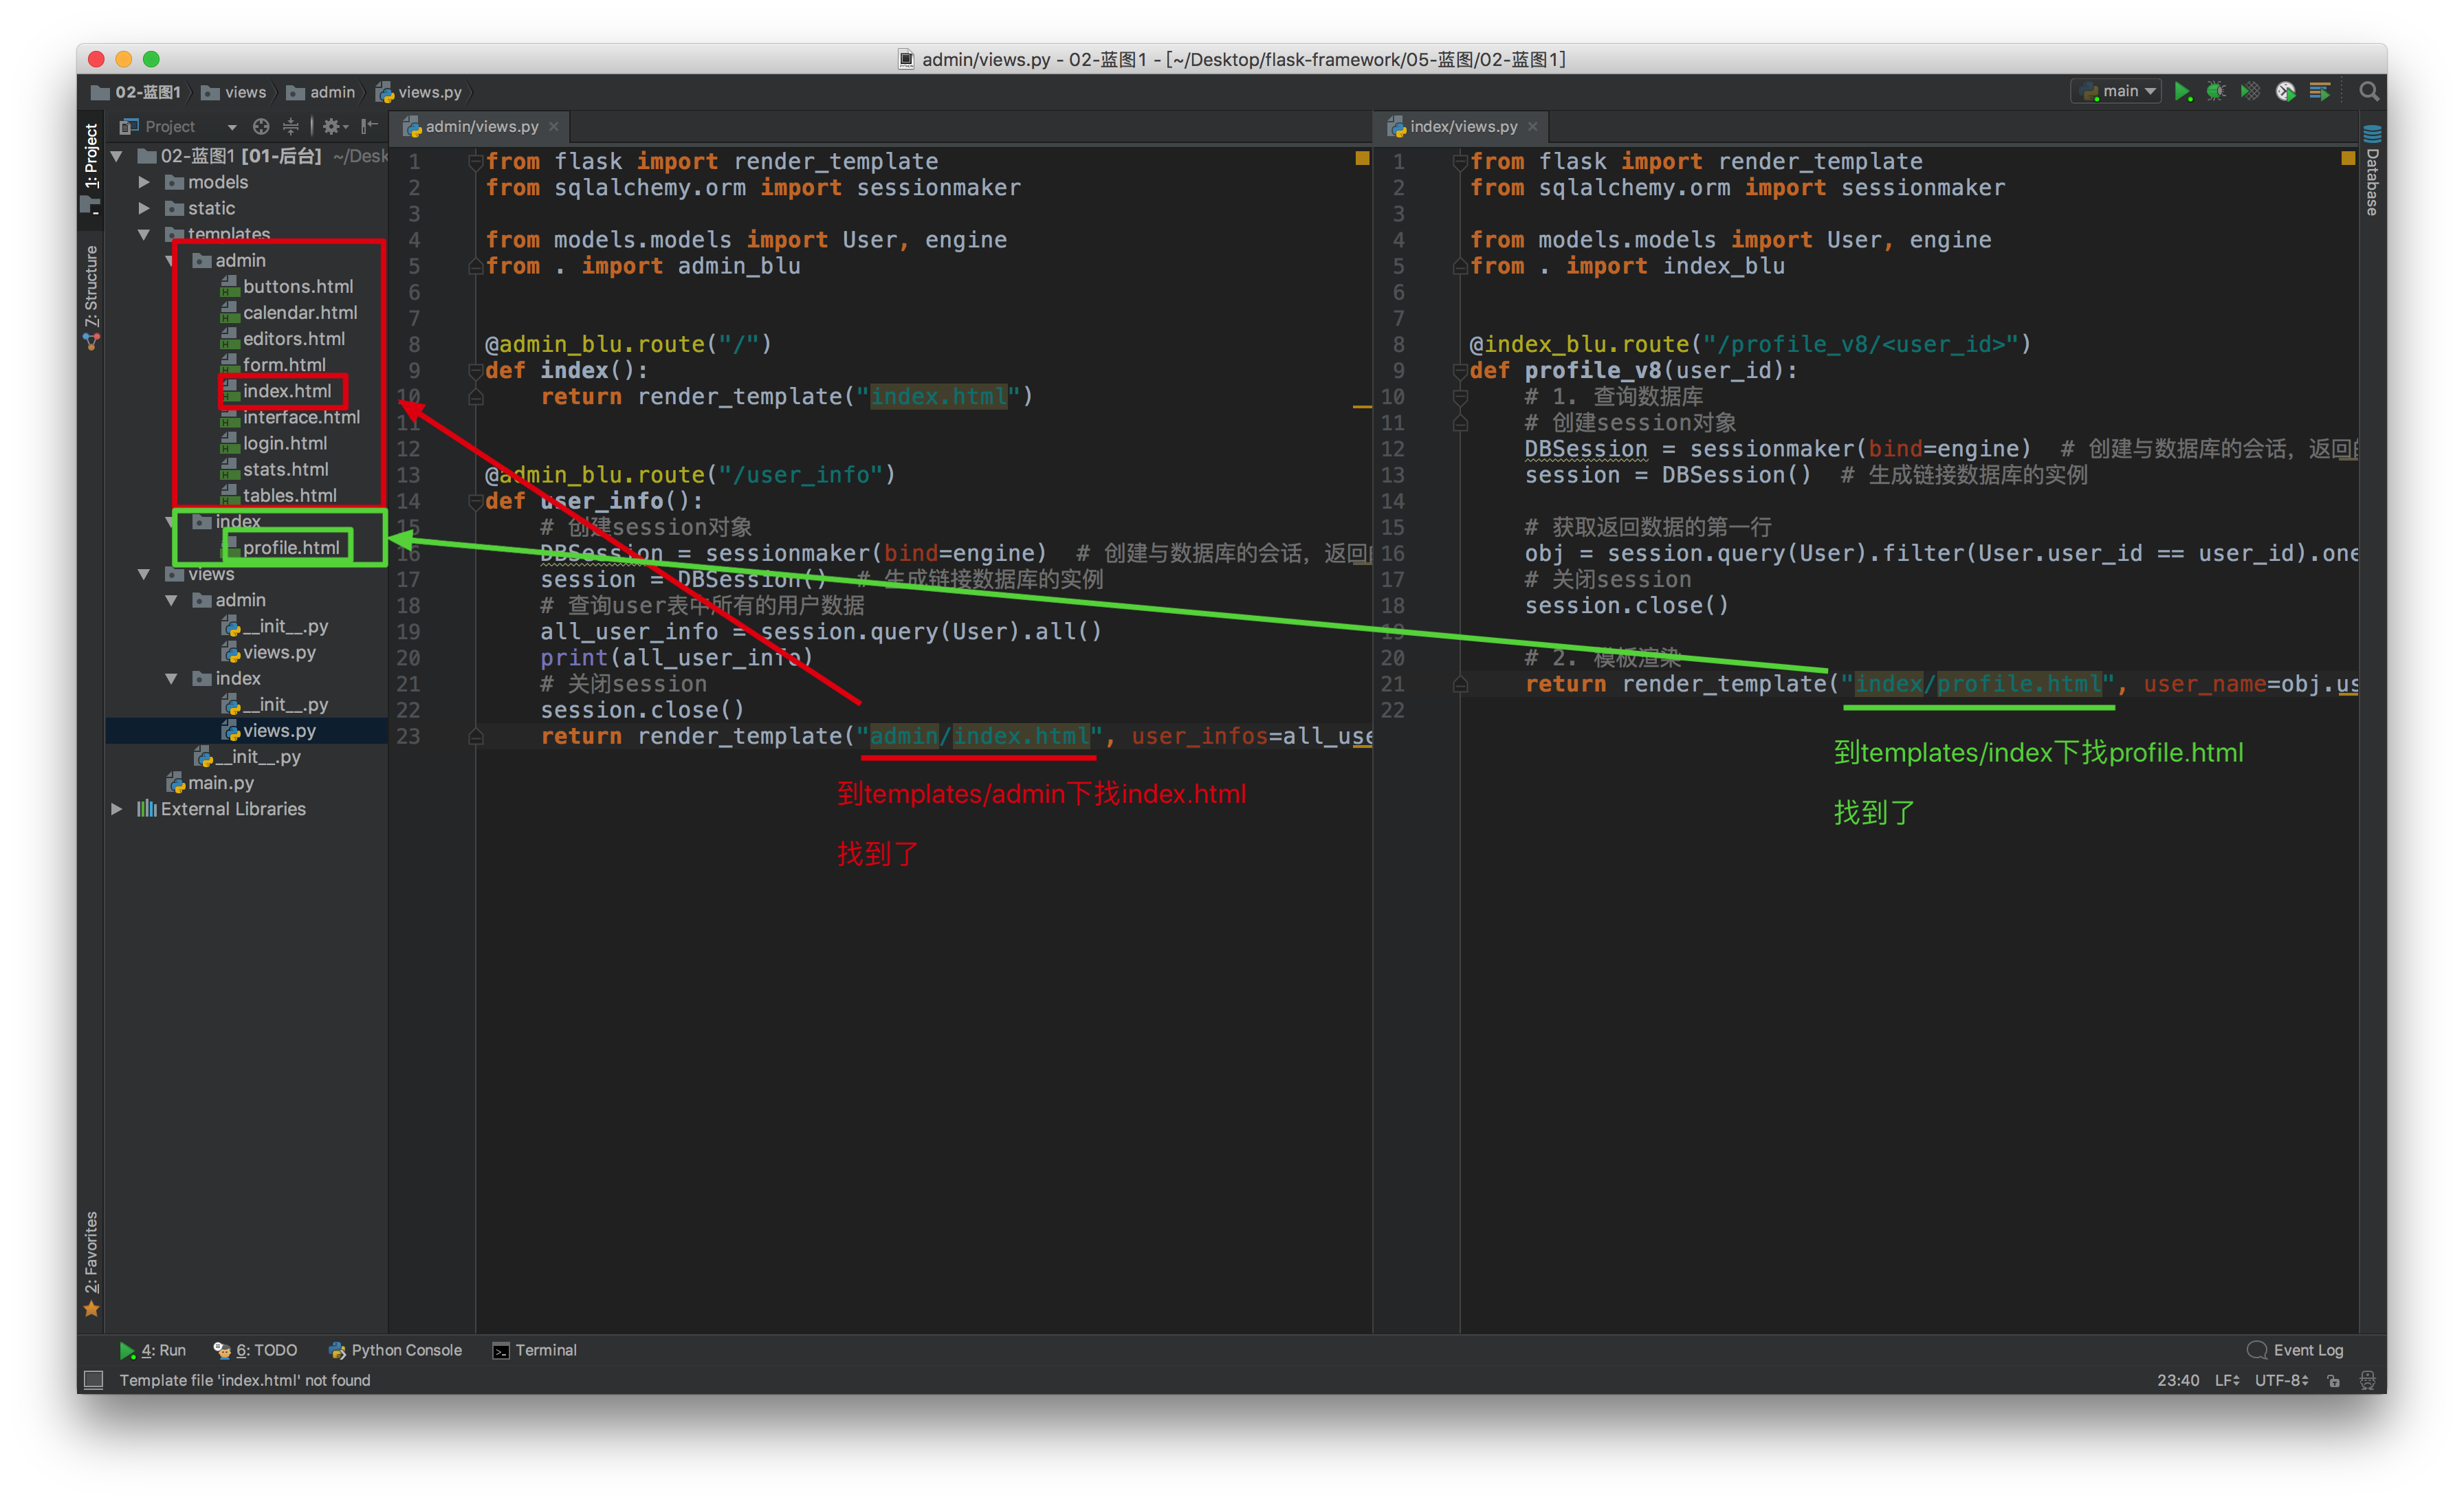 admin/views.py - 02-蓝图1 - [~/Desktop/flask-framework/05-蓝图/02-蓝图1]
02-蓝图1 views admin views.py
main
1: Project
Z: Structure
2: Favorites
Database
Project
02-蓝图1 [01-后台] ~/Desk
models
static
templates
admin
buttons.html
calendar.html
editors.html
form.html
index.html
interface.html
login.html
stats.html
tables.html
index
profile.html
views
admin
__init__.py
views.py
index
__init__.py
views.py
__init__.py
main.py
External Libraries
admin/views.py
1 from flask import render_template
2 from sqlalchemy.orm import sessionmaker
3
4 from models.models import User, engine
5 from . import admin_blu
6
7
8 @admin_blu.route("/")
9 def index():
10 return render_template("index.html")
11
12
13 @admin_blu.route("/user_info")
14 def user_info():
15 # 创建session对象
16 DBSession = sessionmaker(bind=engine) # 创建与数据库的会话，返回
17 session = DBSession() # 生成链接数据库的实例
18 # 查询user表中所有的用户数据
19 all_user_info = session.query(User).all()
20 print(all_user_info)
21 # 关闭session
22 session.close()
23 return render_template("admin/index.html", user_infos=all_use
到templates/admin下找index.html
找到了
index/views.py
1 from flask import render_template
2 from sqlalchemy.orm import sessionmaker
3
4 from models.models import User, engine
5 from . import index_blu
6
7
8 @index_blu.route("/profile_v8/<user_id>")
9 def profile_v8(user_id):
10 # 1. 查询数据库
11 # 创建session对象
12 DBSession = sessionmaker(bind=engine) # 创建与数据库的会话，返回
13 session = DBSession() # 生成链接数据库的实例
14
15 # 获取返回数据的第一行
16 obj = session.query(User).filter(User.user_id == user_id).one
17 # 关闭session
18 session.close()
19
20 # 2. 模板渲染
21 return render_template("index/profile.html", user_name=obj.us
22
到templates/index下找profile.html
找到了
4: Run 6: TODO Python Console Terminal Event Log
Template file 'index.html' not found 23:40 LF UTF-8